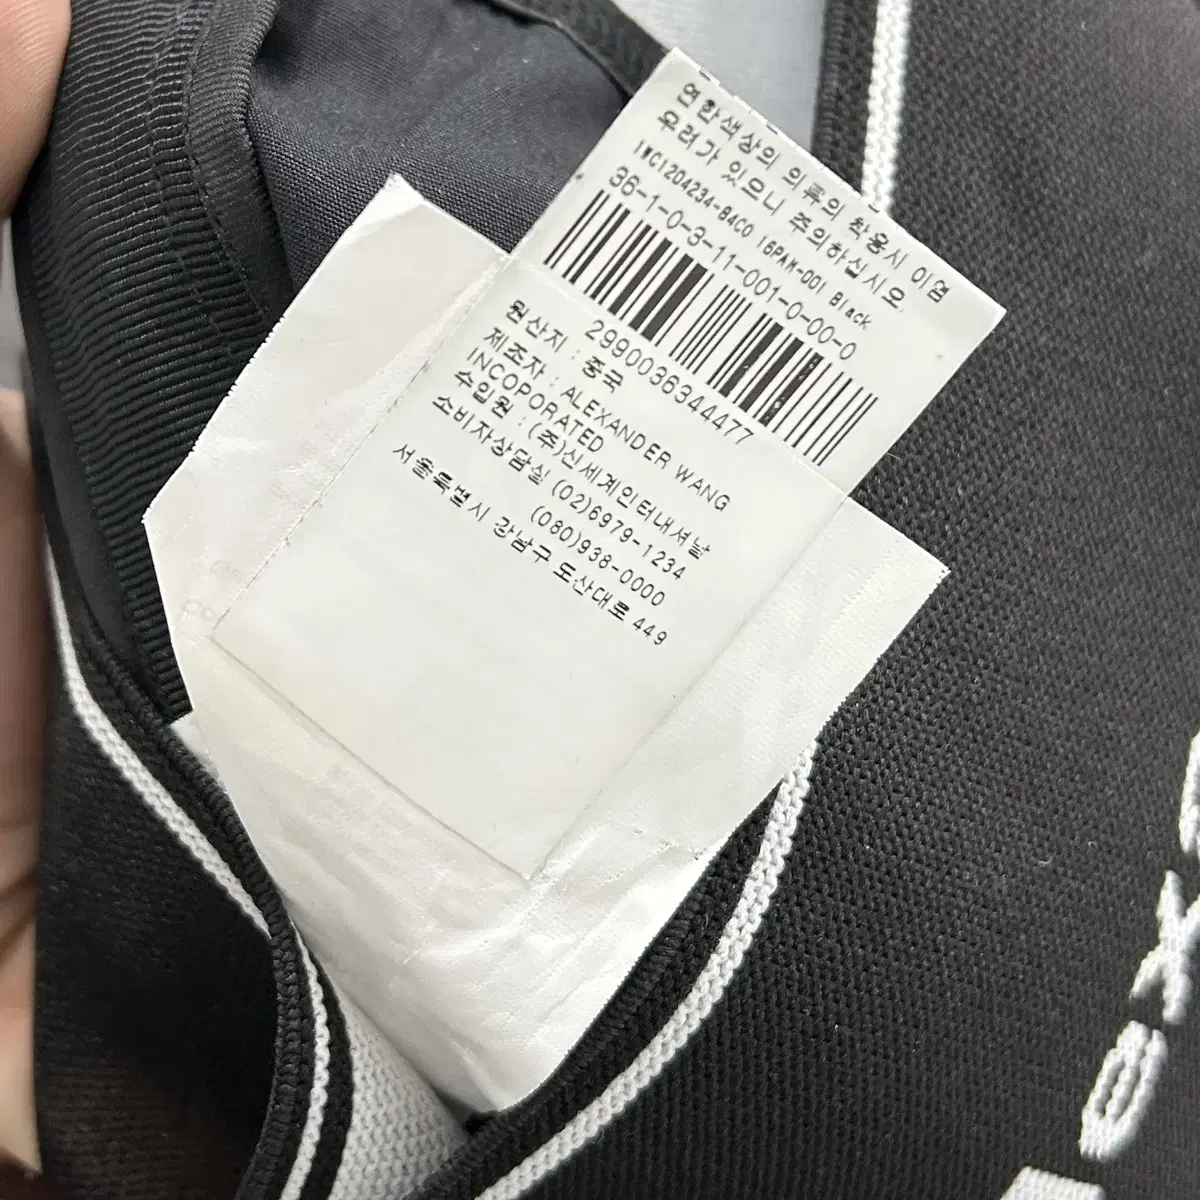 연한색상의 의류의 착용시 이염
우려가 있으니 주의하십시오.
1WC1204234-B4C0 16PAM-001 Black
36-1-0-3-11-001-0-00-0
2990036344477
원산지 : 중국
제조자 : ALEXANDER WANG
INCOPORATED
수입원 : (주)신세계인터내셔날
소비자상담실 (02)6979-1234
(080)938-0000
서울특별시 강남구 도산대로 449